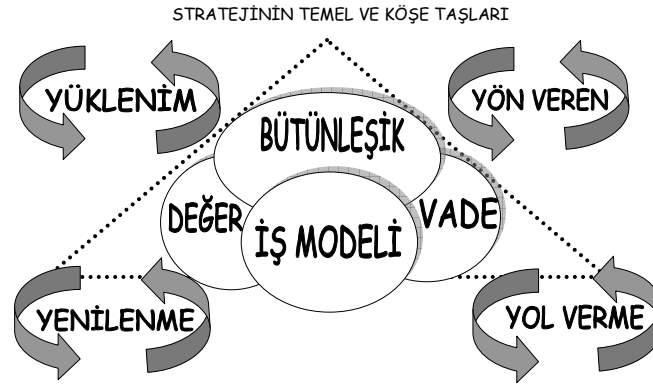 STRATEJİNİN TEMEL VE KÖŞE TAŞLARI
YÜKLENİM
YÖN VEREN
BÜTÜNLEŞİK
DEĞER
VADE
İŞ MODELİ
YENİLENME
YOL VERME